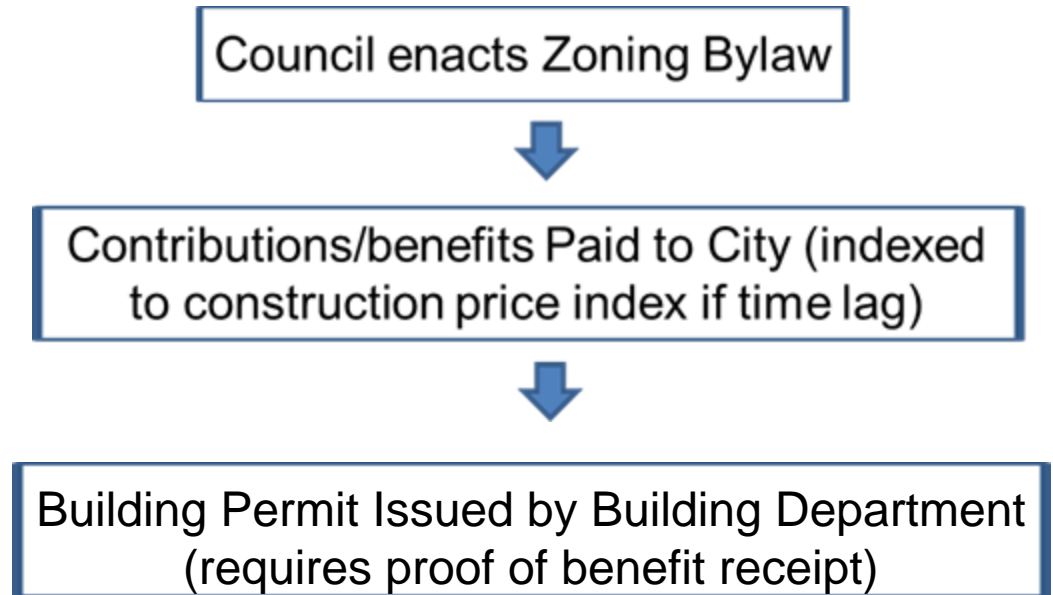 Council enacts Zoning Bylaw
Contributions/benefits Paid to City (indexed
to construction price index if time lag)
Building Permit Issued by Building Department
(requires proof of benefit receipt)